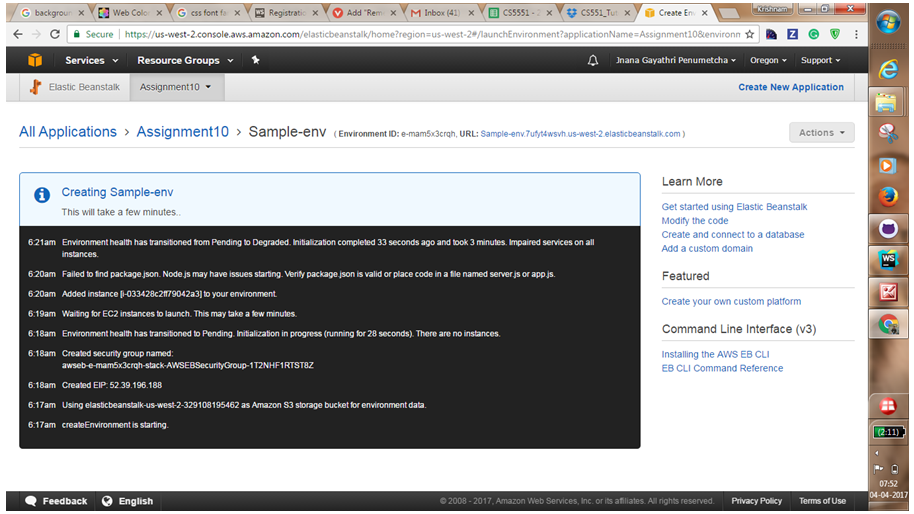 backgroun
Web Colo
css font fa
Registratio
Add "Rem
Inbox (41)
CS5551 - 2
CS551_Tut
Create En
Krishnam
Secure | https://us-west-2.console.aws.amazon.com/elasticbeanstalk/home?region=us-west-2#/launchEnvironment?applicationName=Assignment10&environm
Services Resource Groups Jnana Gayathri Penumetcha Oregon Support
Elastic Beanstalk Assignment10 Create New Application
All Applications > Assignment10 > Sample-env ( Environment ID: e-mam5x3crqh, URL: Sample-env.7ufyt4wsvh.us-west-2.elasticbeanstalk.com ) Actions
Creating Sample-env
This will take a few minutes..
6:21am Environment health has transitioned from Pending to Degraded. Initialization completed 33 seconds ago and took 3 minutes. Impaired services on all
instances.
6:20am Failed to find package.json. Node.js may have issues starting. Verify package.json is valid or place code in a file named server.js or app.js.
6:20am Added instance [i-033428c2ff79042a3] to your environment.
6:19am Waiting for EC2 instances to launch. This may take a few minutes.
6:18am Environment health has transitioned to Pending. Initialization in progress (running for 28 seconds). There are no instances.
6:18am Created security group named:
awseb-e-mam5x3crqh-stack-AWSEBSecurityGroup-1T2NHF1RTST8Z
6:18am Created EIP: 52.39.196.188
6:17am Using elasticbeanstalk-us-west-2-329108195462 as Amazon S3 storage bucket for environment data.
6:17am createEnvironment is starting.
Learn More
Get started using Elastic Beanstalk
Modify the code
Create and connect to a database
Add a custom domain
Featured
Create your own custom platform
Command Line Interface (v3)
Installing the AWS EB CLI
EB CLI Command Reference
Feedback English © 2008 - 2017, Amazon Web Services, Inc. or its affiliates. All rights reserved. Privacy Policy Terms of Use
WS
(2:11)
07:52
04-04-2017